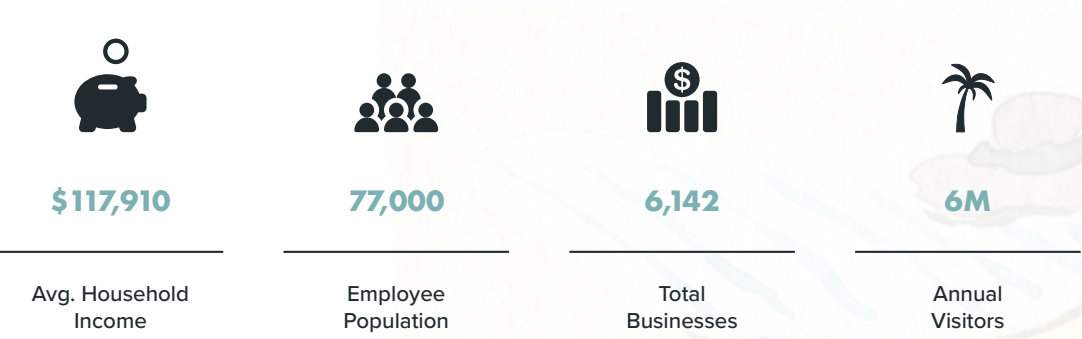 $
$117,910
77,000
6,142
6M
Avg. Household
Income
Employee
Population
Total
Businesses
Annual
Visitors